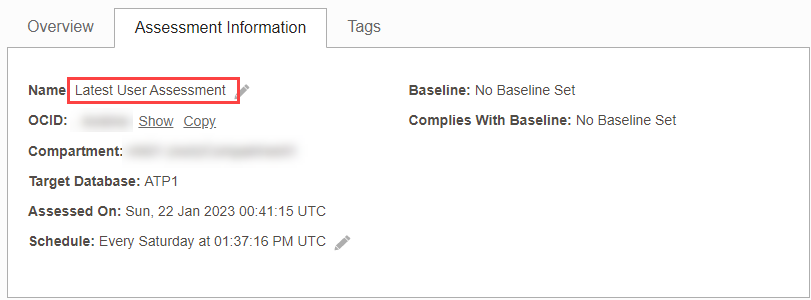 Overview Assessment Information Tags
Name Latest User Assessment
Baseline: No Baseline Set
OCID: Show Copy
Complies With Baseline: No Baseline Set
Compartment:
Target Database: ATP1
Assessed On: Sun, 22 Jan 2023 00:41:15 UTC
Schedule: Every Saturday at 01:37:16 PM UTC